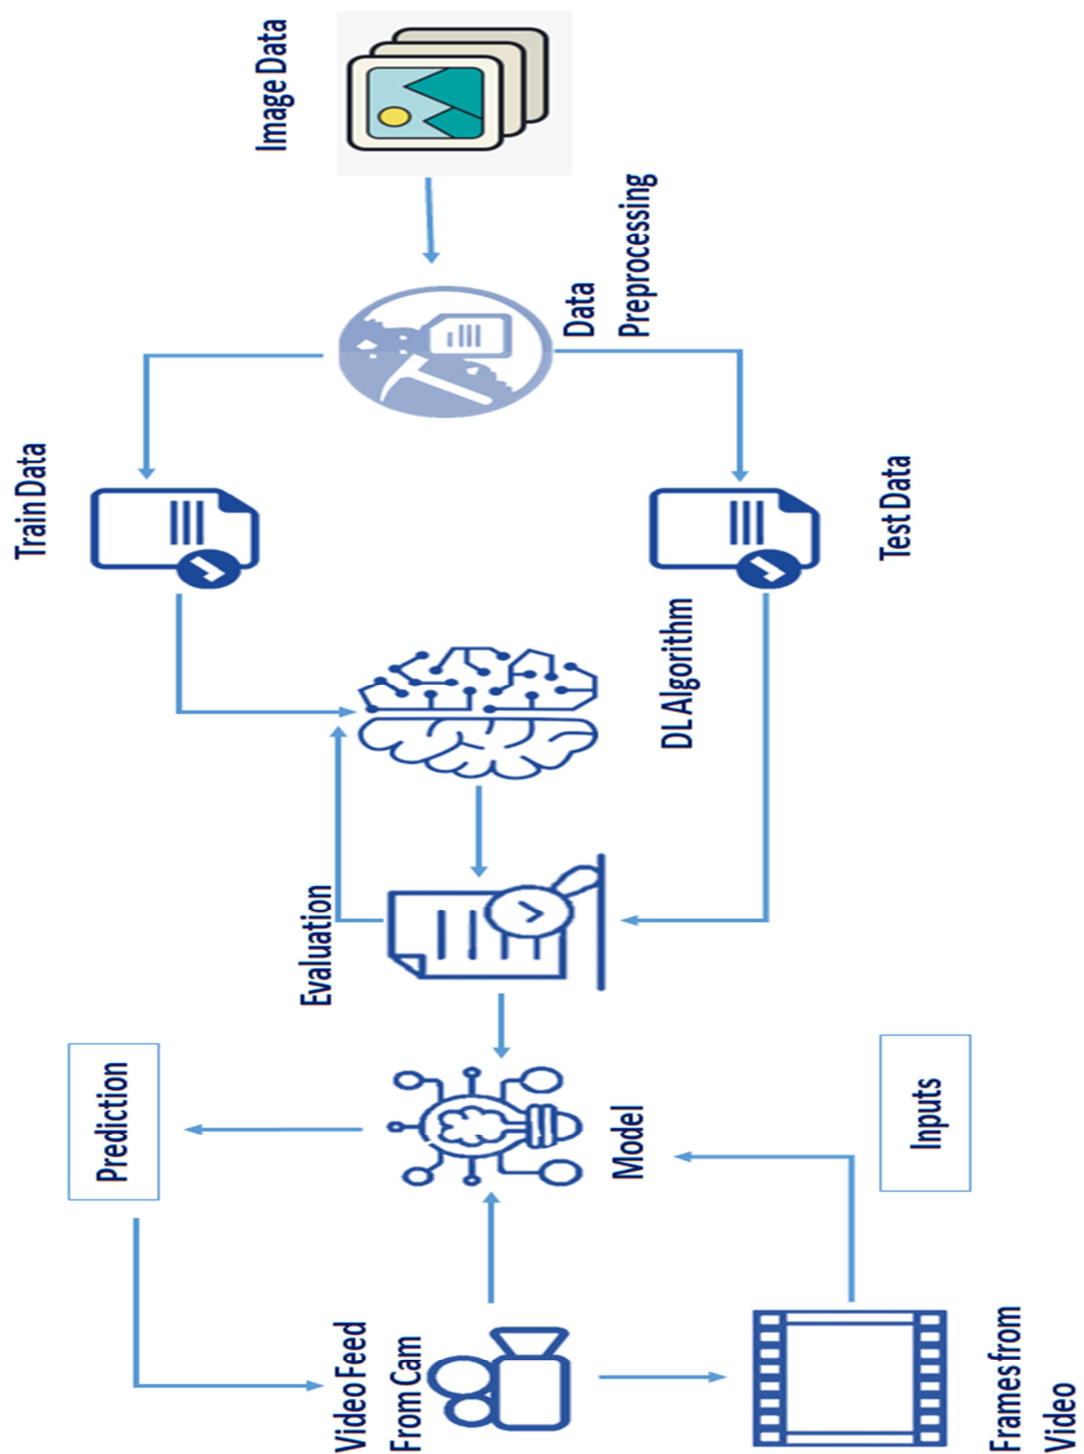 Image Data
Data
Preprocessing
Train Data
Test Data
DL Algorithm
Evaluation
Prediction
Model
Inputs
Video Feed
From Cam
Frames from
Video